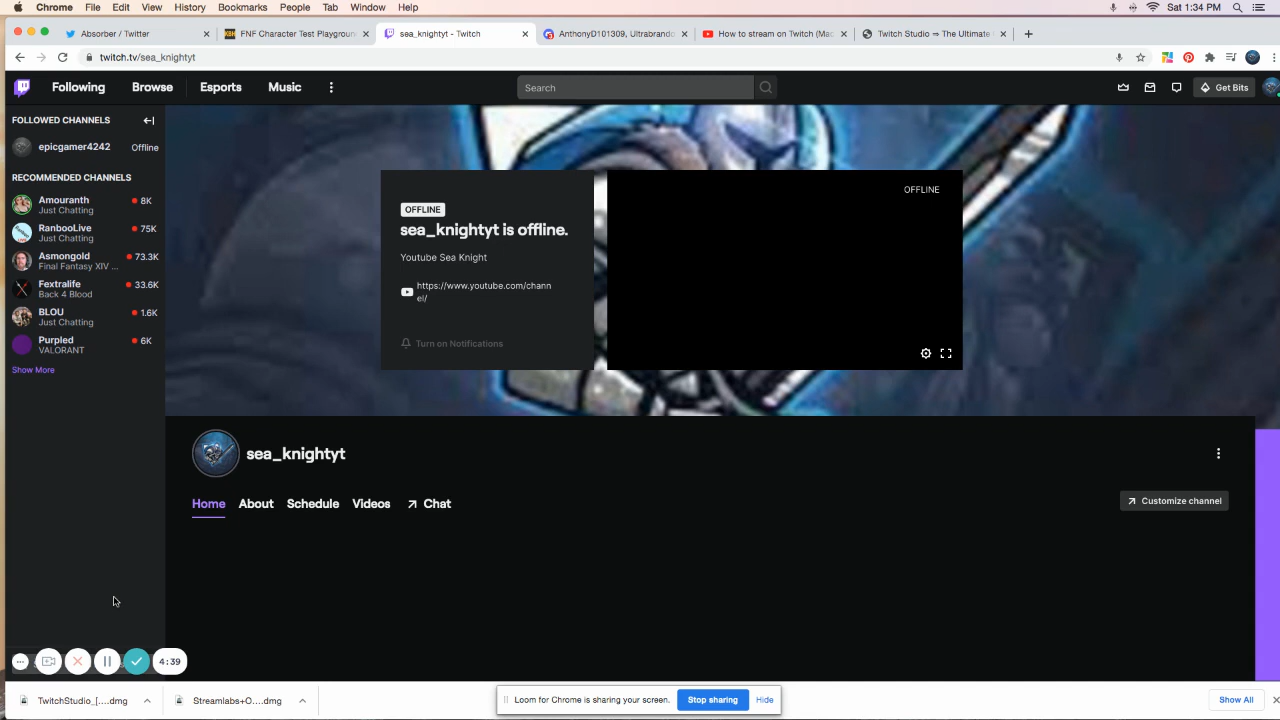 Chrome File Edit View History Bookmarks People Tab Window Help Sat 1:34 PM
Absorber / Twitter
FNF Character Test Playground
sea_knightyt - Twitch
AnthonyD101309, Ultrabrando
How to stream on Twitch (Mac
Twitch Studio ⇒ The Ultimate
twitch.tv/sea_knightyt
Following Browse Esports Music Search Get Bits
FOLLOWED CHANNELS
epicgamer4242 Offline
RECOMMENDED CHANNELS
Amouranth 8K
Just Chatting
RanbooLive 75K
Just Chatting
Asmongold 73.3K
Final Fantasy XIV ...
Fextralife 33.6K
Back 4 Blood
BLOU 1.6K
Just Chatting
Purpled 6K
VALORANT
Show More
OFFLINE
OFFLINE
sea_knightyt is offline.
Youtube Sea Knight
https://www.youtube.com/chann
el/
Turn on Notifications
sea_knightyt
Home About Schedule Videos Chat
Customize channel
4:39
TwitchStudio_[....dmg
Streamlabs+O....dmg
Loom for Chrome is sharing your screen. Stop sharing Hide
Show All